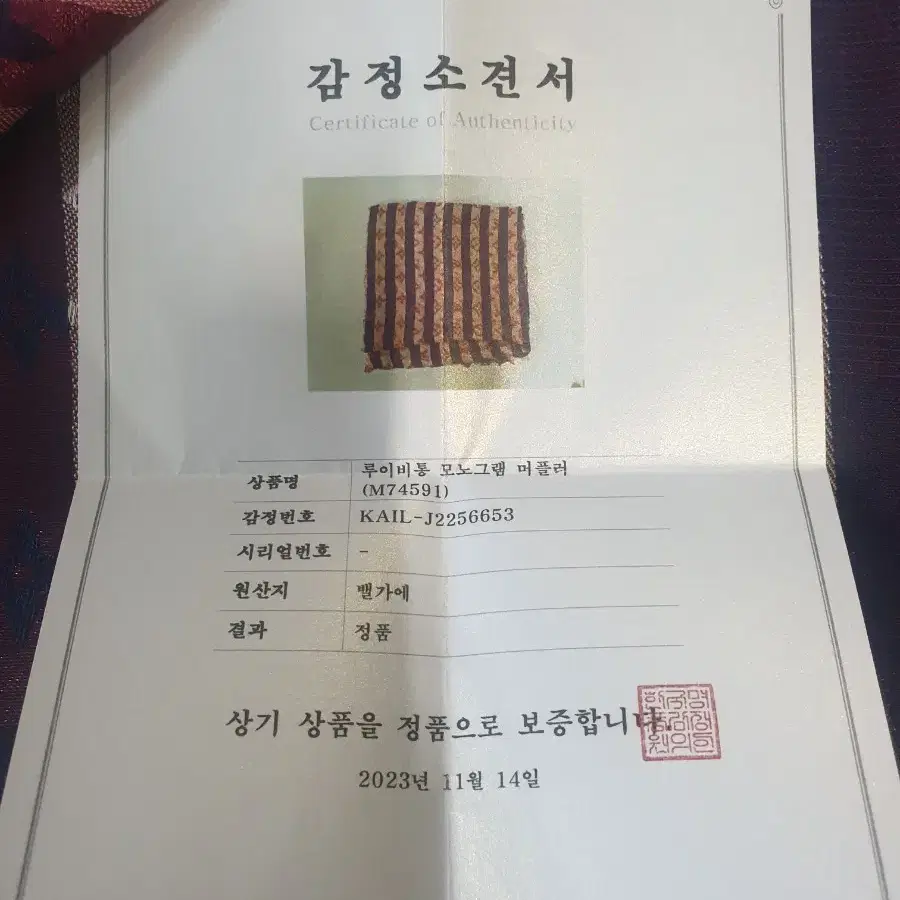 감정소견서
Certificate of Authenticity
상품명 루이비통 모노그램 머플러
(M74591)
감정번호 KAIL-J2256653
시리얼번호 -
원산지 밸가에
결과 정품
상기 상품을 정품으로 보증합니다.
2023년 11월 14일